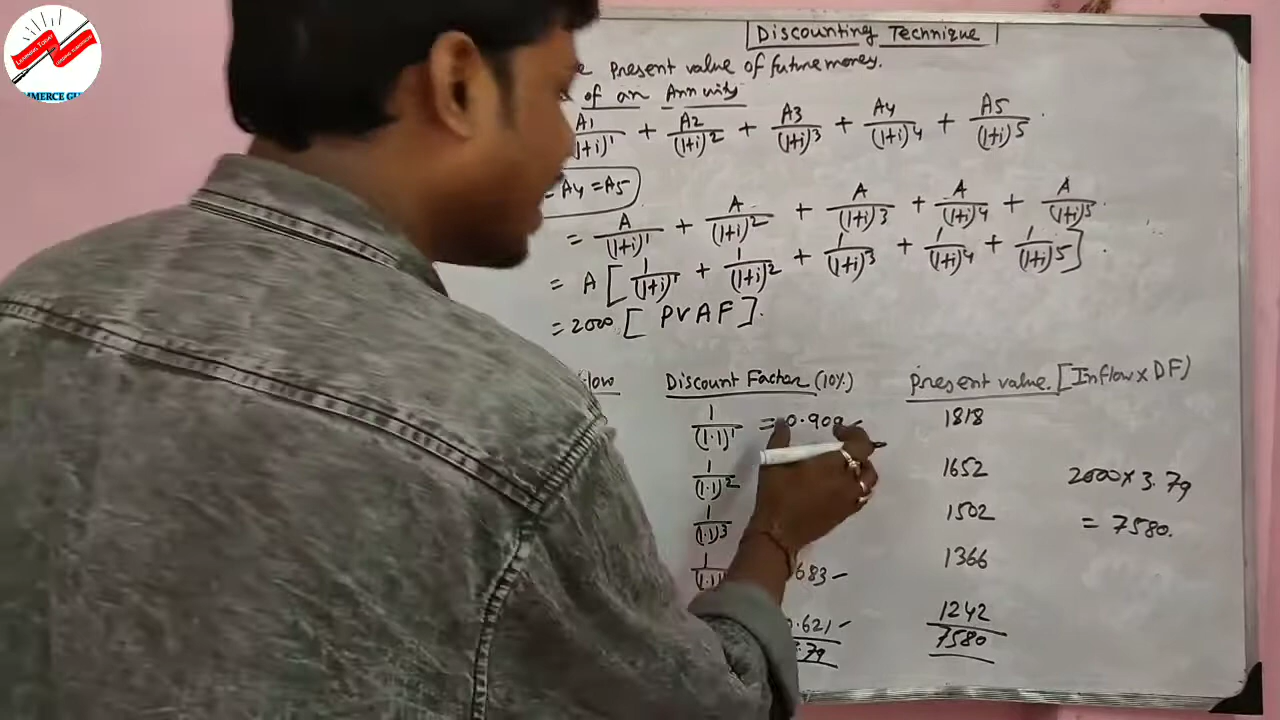 Discounting Technique
present value of future money.
of an Annuity
A1/(1+i)^1 + A2/(1+i)^2 + A3/(1+i)^3 + A4/(1+i)^4 + A5/(1+i)^5
= A4 = A5
= A/(1+i)^1 + A/(1+i)^2 + A/(1+i)^3 + A/(1+i)^4 + A/(1+i)^5
= A [ 1/(1+i)^1 + 1/(1+i)^2 + 1/(1+i)^3 + 1/(1+i)^4 + 1/(1+i)^5 ]
= 2000 [ PVAF ].
Discount Factor (10%) Present value [Inflow x DF)
1/(1.1)^1 = 0.909 1818
1/(1.1)^2 1652 2000 x 3.79
1/(1.1)^3 1502 = 7580.
683 1366
0.621 1242
.79 7580